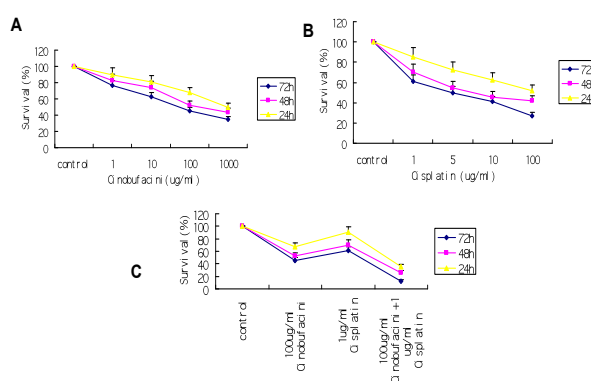 A
Survival (%)
120
100
80
60
40
20
0
control
1
10
100
1000
Cinobufacini (ug/ml)
72h
48h
24h
B
Survival (%)
120
100
80
60
40
20
0
control
1
5
10
100
Cisplatin (ug/ml)
72
48
24
C
Survival (%)
120
100
80
60
40
20
0
control
100ug/ml
Cinobufacini
1ug/ml
Cisplatin
100ug/ml
Cinobufacini+1
ug/ml
Cisplatin
72h
48h
24h